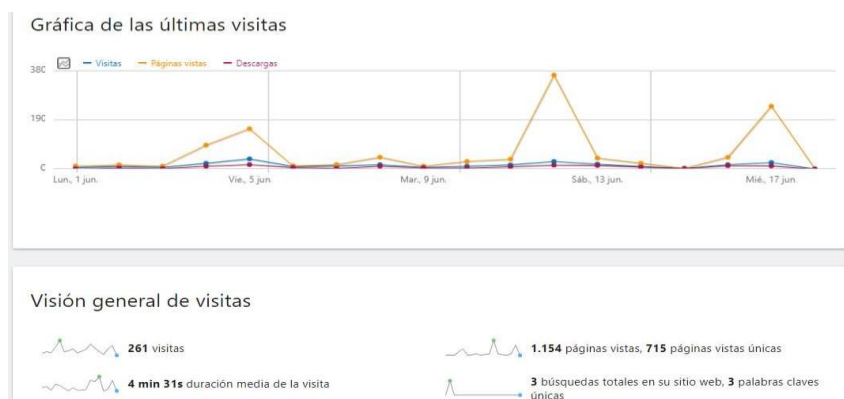 Gráfica de las últimas visitas
Visitas Páginas vistas Descargas
380
190
0
Lun., 1 jun. Vie., 5 jun. Mar., 9 jun. Sáb., 13 jun. Mié., 17 jun.
Visión general de visitas
261 visitas
1.154 páginas vistas, 715 páginas vistas únicas
4 min 31s duración media de la visita
3 búsquedas totales en su sitio web, 3 palabras claves
únicas